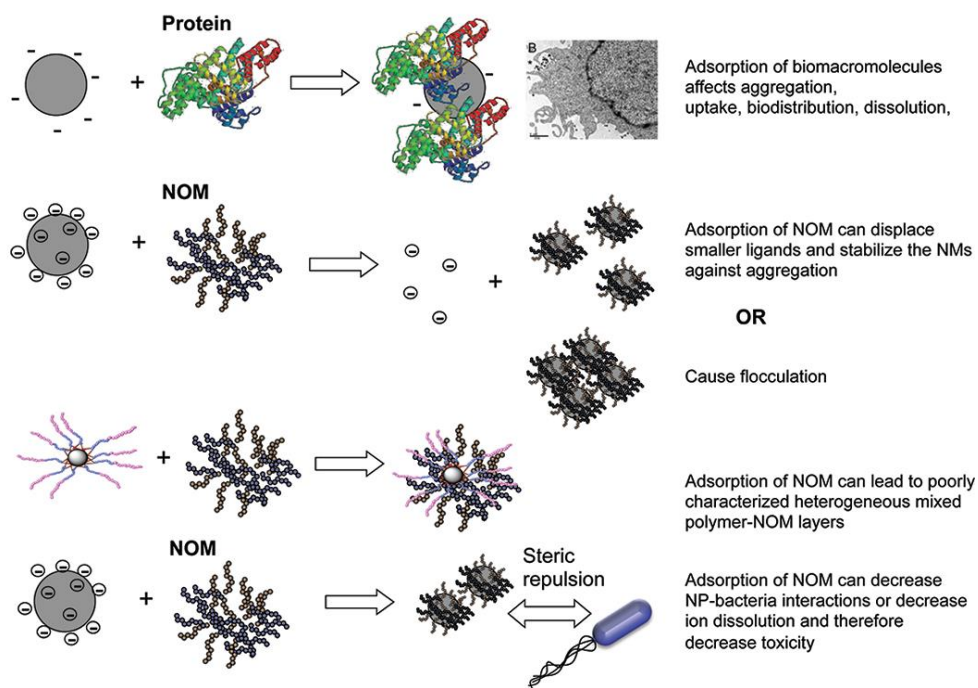 Protein
B
Adsorption of biomacromolecules
affects aggregation,
uptake, biodistribution, dissolution,
NOM
Adsorption of NOM can displace
smaller ligands and stabilize the NMs
against aggregation
OR
Cause flocculation
Adsorption of NOM can lead to poorly
characterized heterogeneous mixed
polymer-NOM layers
NOM
Steric
repulsion
Adsorption of NOM can decrease
NP-bacteria interactions or decrease
ion dissolution and therefore
decrease toxicity